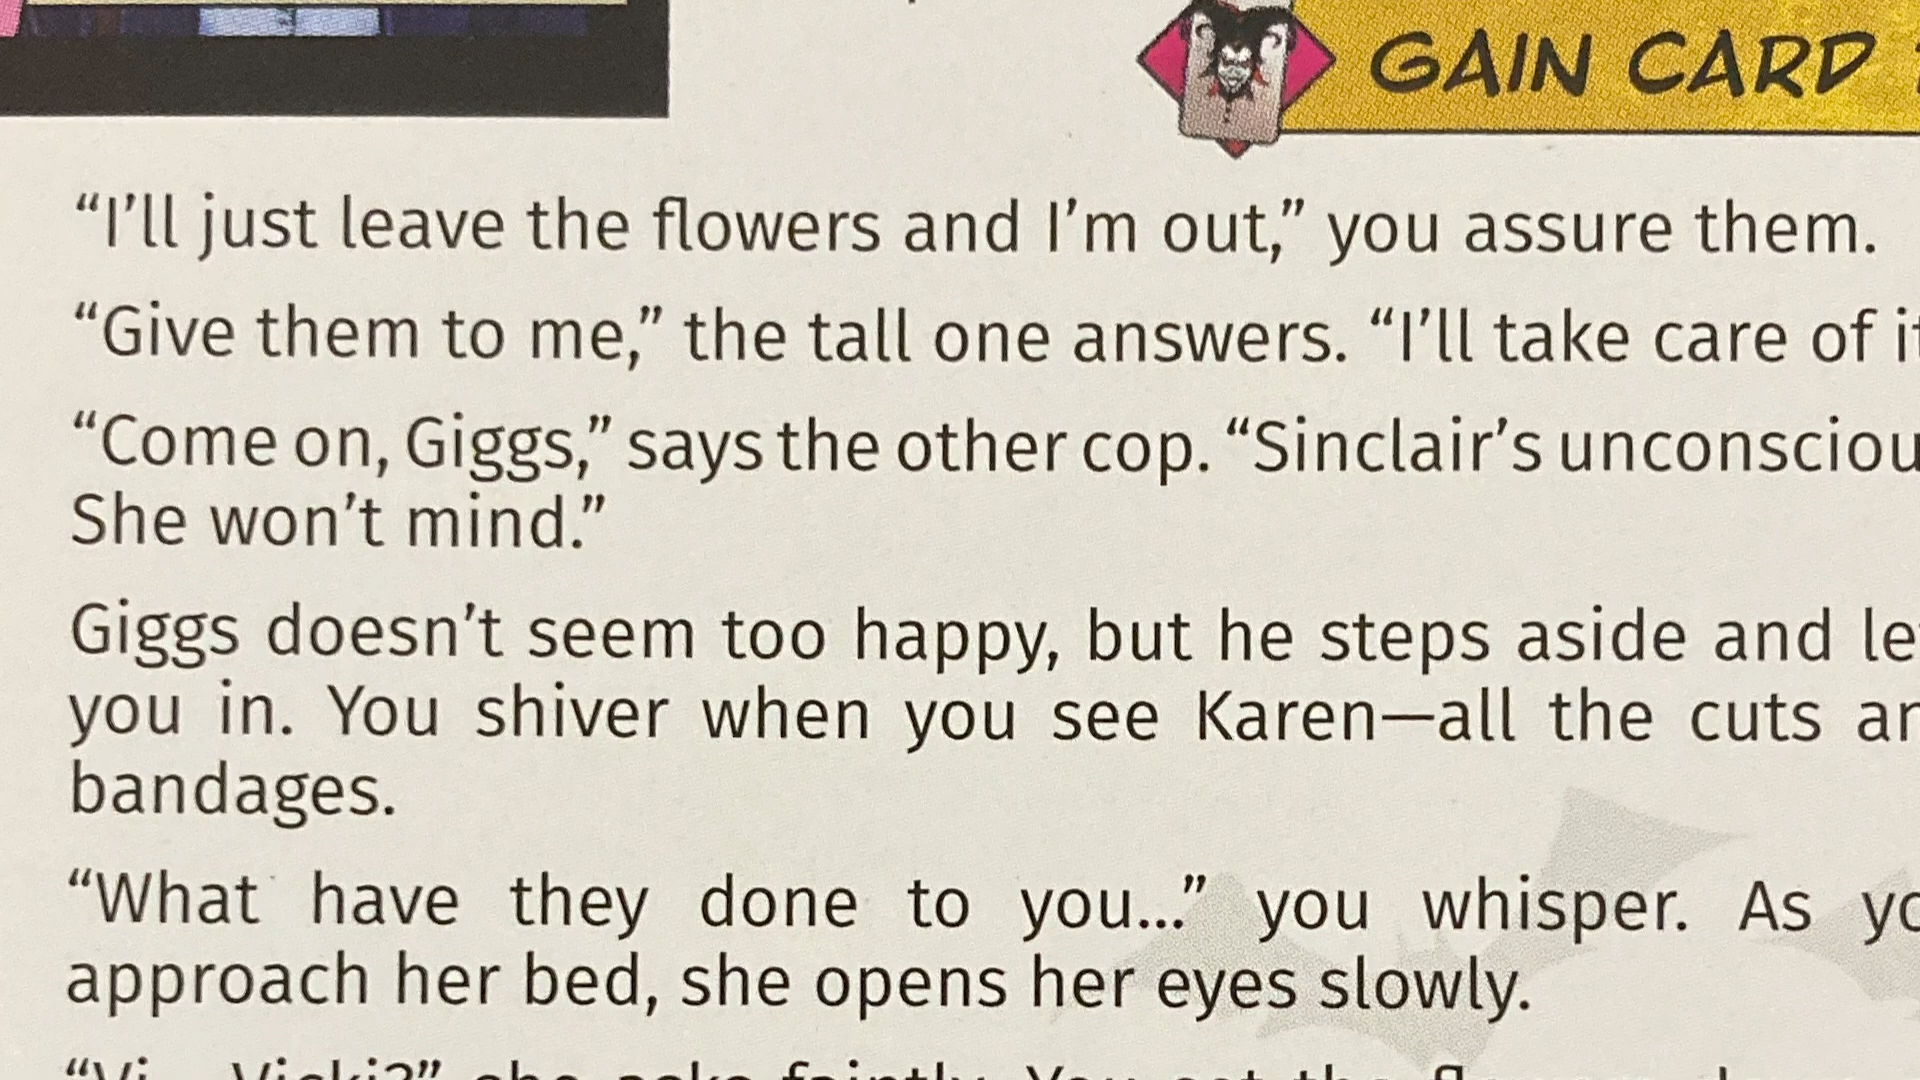 GAIN CARD
“I’ll just leave the flowers and I’m out,” you assure them.
“Give them to me,” the tall one answers. “I’ll take care of
“Come on, Giggs,” says the other cop. “Sinclair’s
She won’t mind.”
Giggs doesn’t seem too happy, but he steps aside and
you in. You shiver when you see Karen—all the cuts
bandages.
“What have they done to you...” you whisper. As
approach her bed, she opens her eyes slowly.